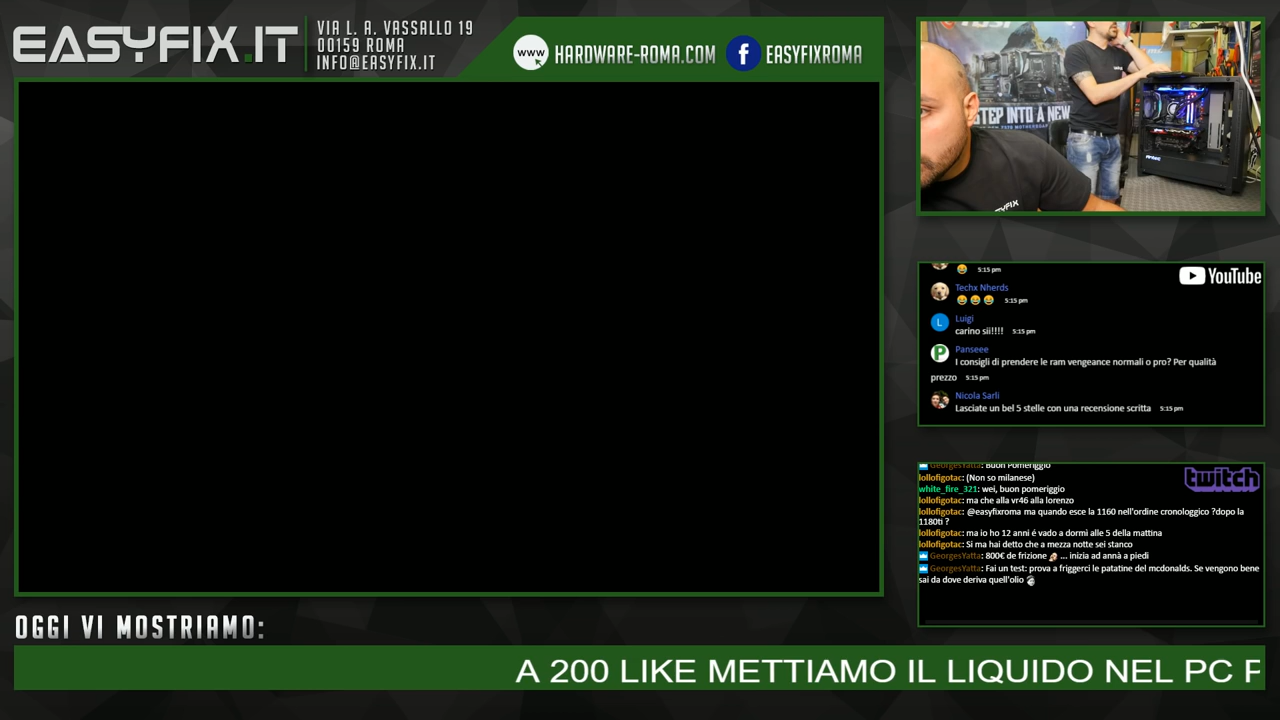 EASYFIX.IT
VIA L. A. VASSALLO 19
00159 ROMA
INFO@EASYFIX.IT
WWW
HARDWARE-ROMA.COM
f
EASYFIXROMA
STEP INTO A NEW
5:15 pm
YouTube
Techx Nherds
😂 😂 😂 5:15 pm
L
Luigi
carino sii!!!! 5:15 pm
P
Panseee
I consigli di prendere le ram vengeance normali o pro? Per qualità
prezzo 5:15 pm
Nicola Sarli
Lasciate un bel 5 stelle con una recensione scritta 5:15 pm
twitch
GeorgesYatta: Buon Pomeriggio
lollofigotac: (Non so milanese)
white_fire_321: wei, buon pomeriggio
lollofigotac: ma che alla vr46 alla lorenzo
lollofigotac: @easyfixroma ma quando esce la 1160 nell'ordine cronologgico ?dopo la
1180ti ?
lollofigotac: ma io ho 12 anni é vado a dormì alle 5 della mattina
lollofigotac: Si ma hai detto che a mezza notte sei stanco
GeorgesYatta: 800€ de frizione ... inizia ad annà a piedi
GeorgesYatta: Fai un test: prova a friggerci le patatine del mcdonalds. Se vengono bene
sai da dove deriva quell'olio
OGGI VI MOSTRIAMO:
A 200 LIKE METTIAMO IL LIQUIDO NEL PC